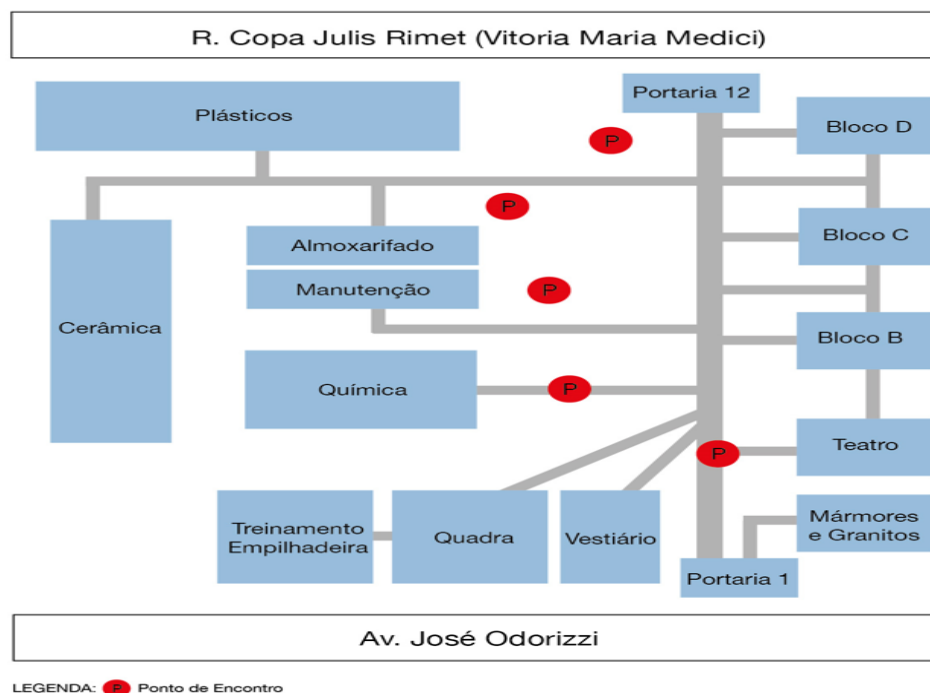 R. Copa Julis Rimet (Vitoria Maria Medici)
Plásticos
Portaria 12
Bloco D
P
P
Almoxarifado
Bloco C
Manutenção
P
Cerâmica
Bloco B
Química
P
Teatro
P
Treinamento
Empilhadeira
Quadra
Vestiário
Mármores
e Granitos
Portaria 1
Av. José Odorizzi
LEGENDA: P Ponto de Encontro